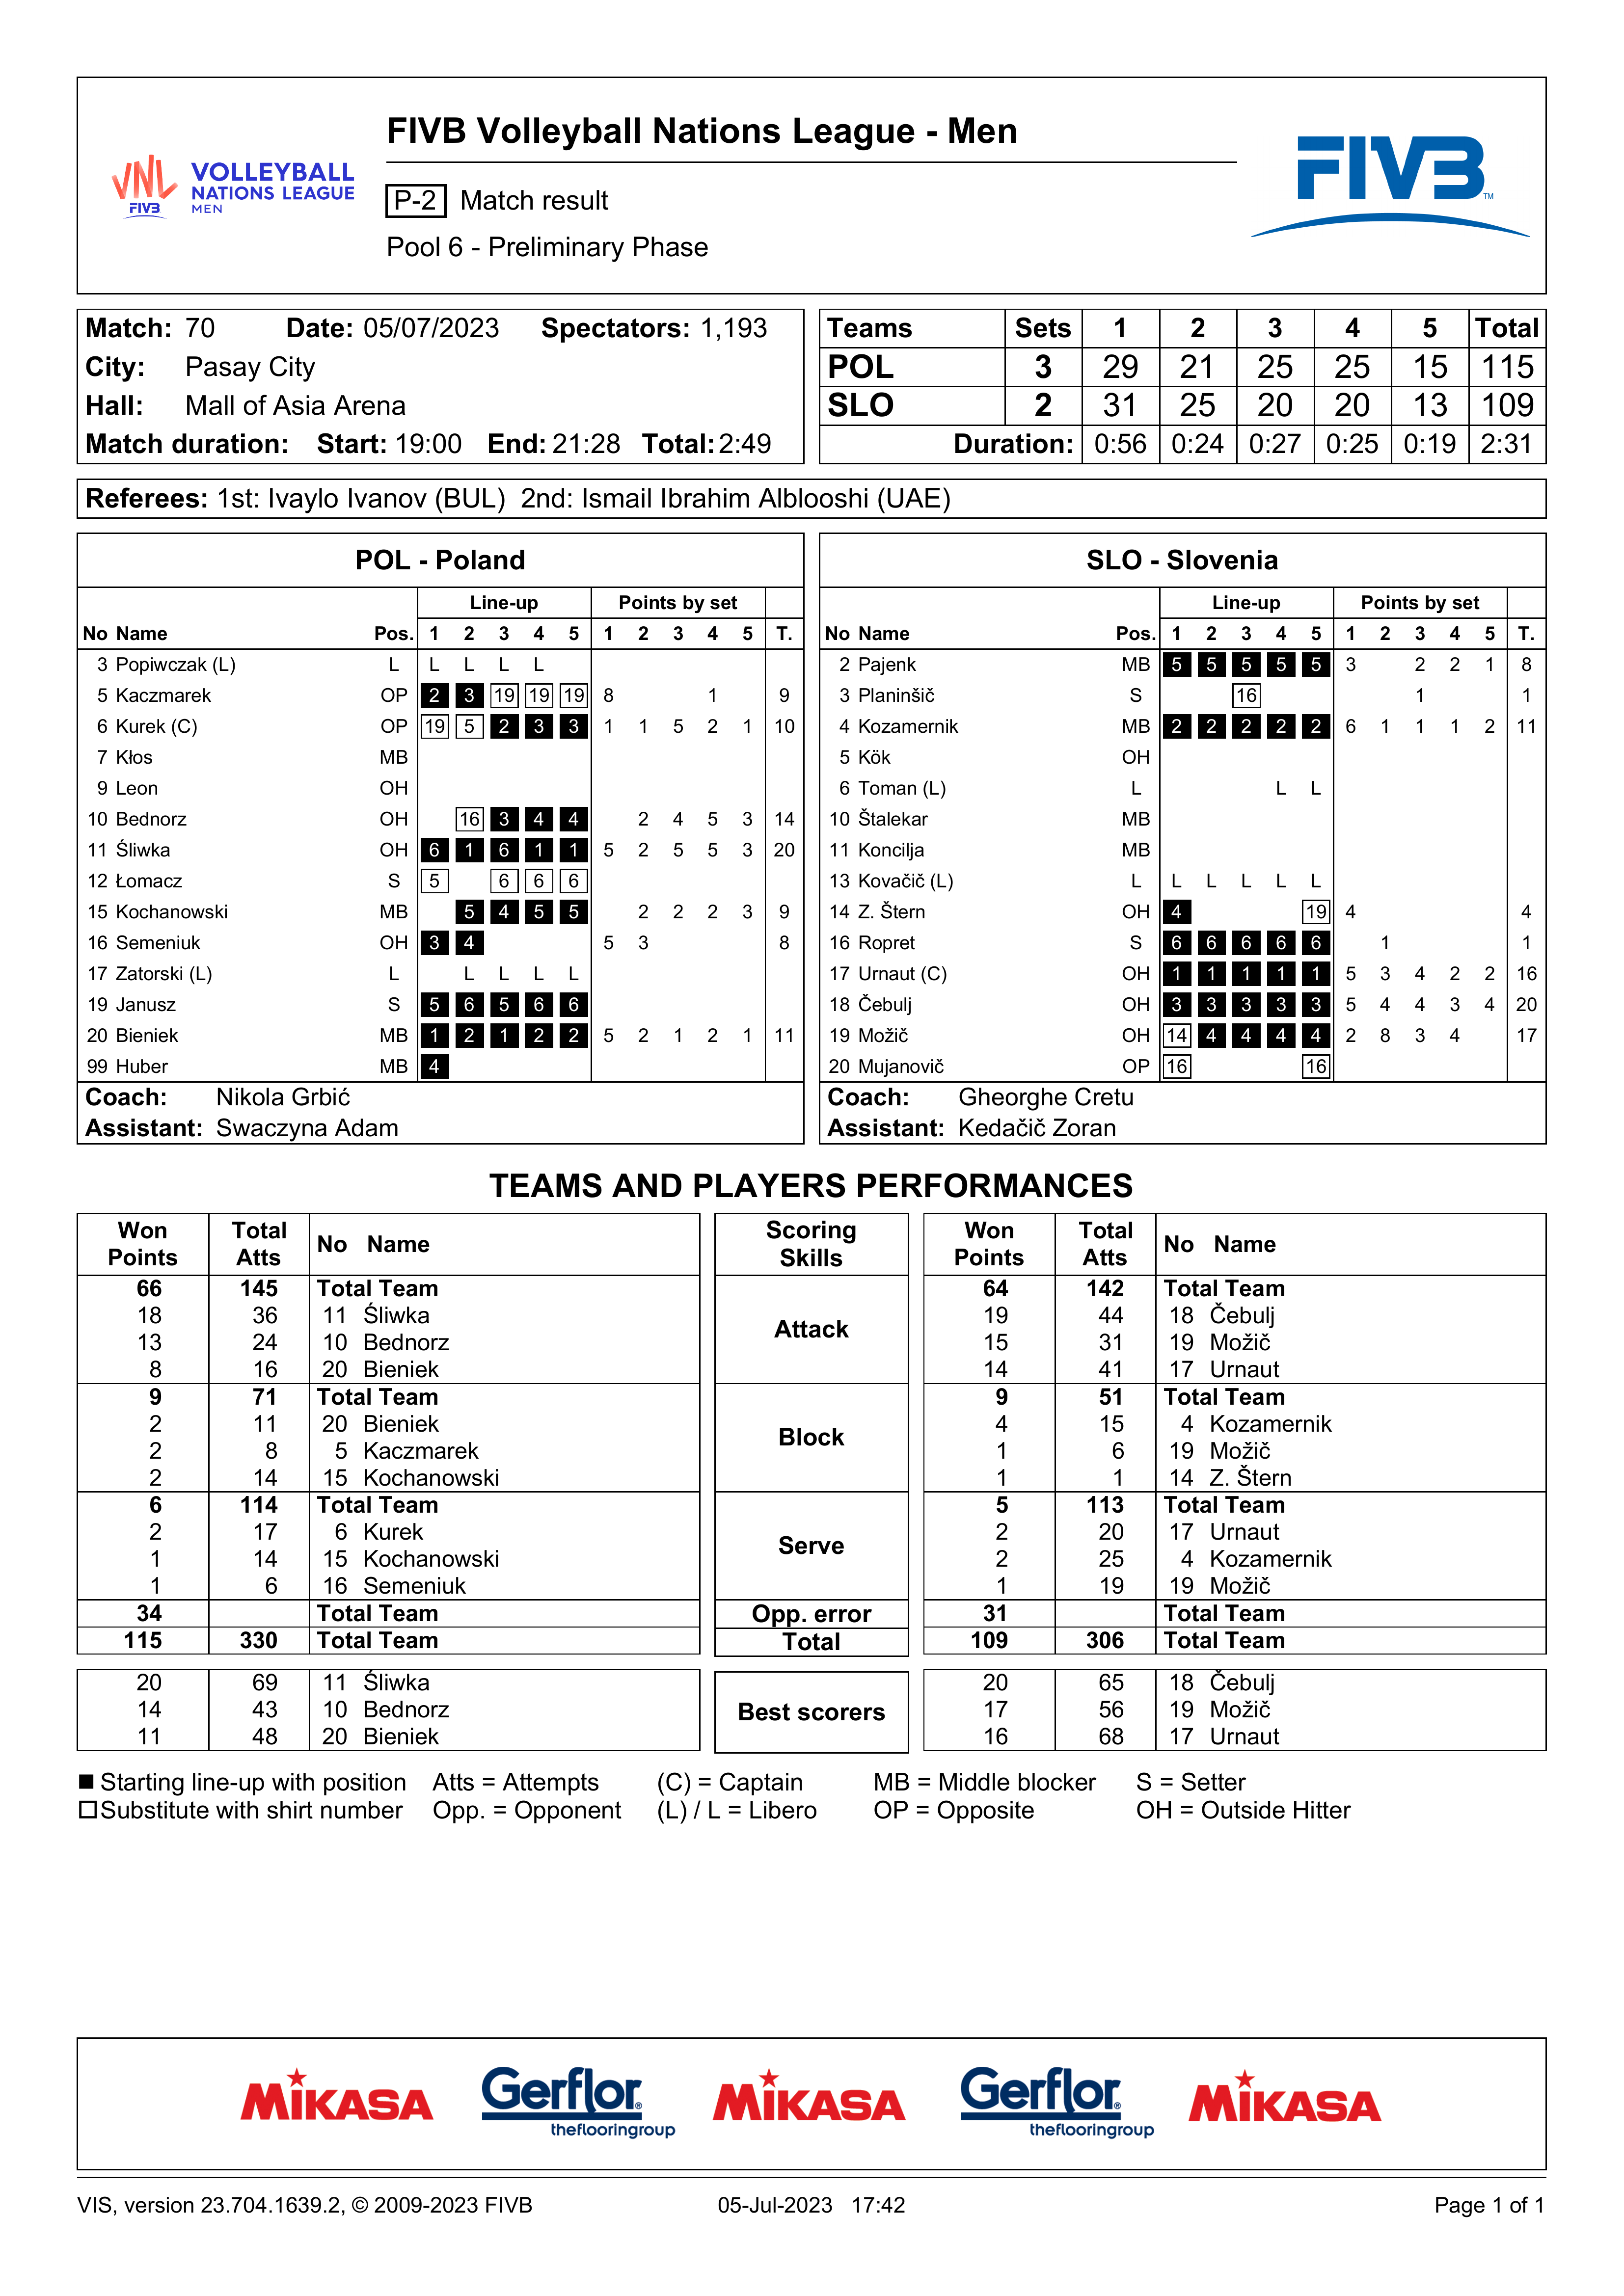 FIVB Volleyball Nations League - Men
VNL
FIVB
VOLLEYBALL
NATIONS LEAGUE
MEN
P-2 Match result
Pool 6 - Preliminary Phase
FIVB TM
Match: 70 Date: 05/07/2023 Spectators: 1,193
City: Pasay City
Hall: Mall of Asia Arena
Match duration: Start: 19:00 End: 21:28 Total: 2:49
Teams Sets 1 2 3 4 5 Total
POL 3 29 21 25 25 15 115
SLO 2 31 25 20 20 13 109
Duration: 0:56 0:24 0:27 0:25 0:19 2:31
Referees: 1st: Ivaylo Ivanov (BUL) 2nd: Ismail Ibrahim Alblooshi (UAE)
POL - Poland
Line-up Points by set
No Name Pos. 1 2 3 4 5 1 2 3 4 5 T.
3 Popiwczak (L) L L L L L
5 Kaczmarek OP 2 3 19 19 19 8 1 9
6 Kurek (C) OP 19 5 2 3 3 1 1 5 2 1 10
7 Kłos MB
9 Leon OH
10 Bednorz OH 16 3 4 4 2 4 5 3 14
11 Śliwka OH 6 1 6 1 1 5 2 5 5 3 20
12 Łomacz S 5 6 6 6
15 Kochanowski MB 5 4 5 5 2 2 2 3 9
16 Semeniuk OH 3 4 5 3 8
17 Zatorski (L) L L L L L
19 Janusz S 5 6 5 6 6
20 Bieniek MB 1 2 1 2 2 5 2 1 2 1 11
99 Huber MB 4
Coach: Nikola Grbić
Assistant: Swaczyna Adam
SLO - Slovenia
Line-up Points by set
No Name Pos. 1 2 3 4 5 1 2 3 4 5 T.
2 Pajenk MB 5 5 5 5 5 3 2 2 1 8
3 Planinšič S 16 1 1
4 Kozamernik MB 2 2 2 2 2 6 1 1 1 2 11
5 Kök OH
6 Toman (L) L L L
10 Štalekar MB
11 Koncilja MB
13 Kovačič (L) L L L L L L
14 Z. Štern OH 4 19 4 4
16 Ropret S 6 6 6 6 6 1 1
17 Urnaut (C) OH 1 1 1 1 1 5 3 4 2 2 16
18 Čebulj OH 3 3 3 3 3 5 4 4 3 4 20
19 Možič OH 14 4 4 4 4 2 8 3 4 17
20 Mujanovič OP 16 16
Coach: Gheorghe Cretu
Assistant: Kedačič Zoran
TEAMS AND PLAYERS PERFORMANCES
Won Points Total Atts No Name Scoring Skills Won Points Total Atts No Name
66 145 Total Team Attack 64 142 Total Team
18 36 11 Śliwka 19 44 18 Čebulj
13 24 10 Bednorz 15 31 19 Možič
8 16 20 Bieniek 14 41 17 Urnaut
9 71 Total Team Block 9 51 Total Team
2 11 20 Bieniek 4 15 4 Kozamernik
2 8 5 Kaczmarek 1 6 19 Možič
2 14 15 Kochanowski 1 1 14 Z. Štern
6 114 Total Team Serve 5 113 Total Team
2 17 6 Kurek 2 20 17 Urnaut
1 14 15 Kochanowski 2 25 4 Kozamernik
1 6 16 Semeniuk 1 19 19 Možič
34 Total Team Opp. error 31 Total Team
115 330 Total Team Total 109 306 Total Team
20 69 11 Śliwka Best scorers 20 65 18 Čebulj
14 43 10 Bednorz 17 56 19 Možič
11 48 20 Bieniek 16 68 17 Urnaut
Starting line-up with position Atts = Attempts (C) = Captain MB = Middle blocker S = Setter
Substitute with shirt number Opp. = Opponent (L) / L = Libero OP = Opposite OH = Outside Hitter
MIKASA Gerflor® MIKASA Gerflor® MIKASA
theflooringgroup theflooringgroup
VIS, version 23.704.1639.2, © 2009-2023 FIVB 05-Jul-2023 17:42 Page 1 of 1